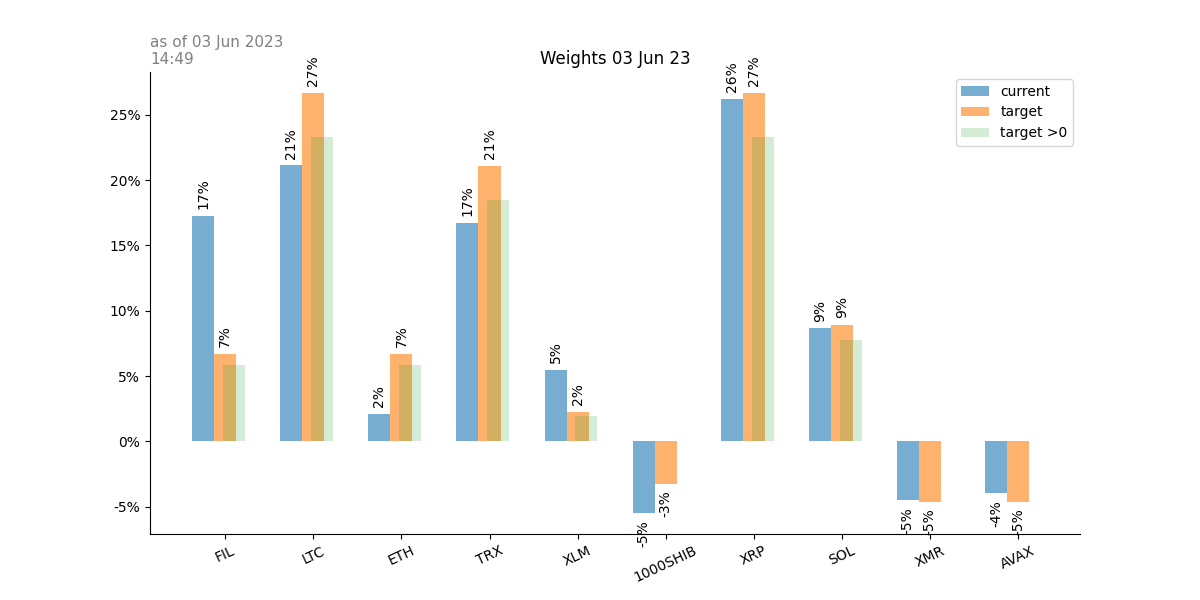 as of 03 Jun 2023
14:49
Weights 03 Jun 23
current
target
target >0
25%
20%
15%
10%
5%
0%
-5%
17%
7%
21%
27%
2%
7%
17%
21%
5%
2%
-5%
-3%
26%
27%
9%
9%
-5%
-5%
-4%
-5%
FIL
LTC
ETH
TRX
XLM
1000SHIB
XRP
SOL
XMR
AVAX